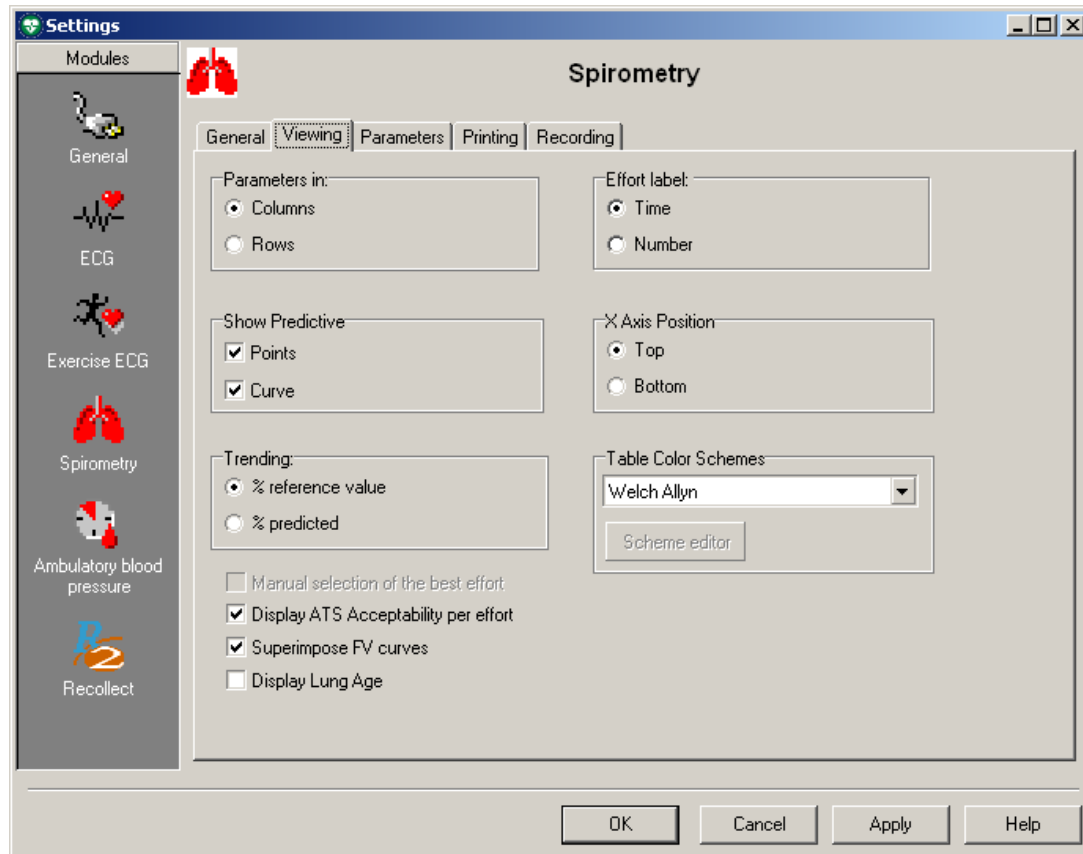 Settings
Modules
General
ECG
Exercise ECG
Spirometry
Ambulatory blood
pressure
Recollect
Spirometry
General Viewing Parameters Printing Recording
Parameters in:
Columns
Rows
Effort label:
Time
Number
Show Predictive
Points
Curve
X Axis Position
Top
Bottom
Trending:
% reference value
% predicted
Table Color Schemes
Welch Allyn
Scheme editor
Manual selection of the best effort
Display ATS Acceptability per effort
Superimpose FV curves
Display Lung Age
OK Cancel Apply Help